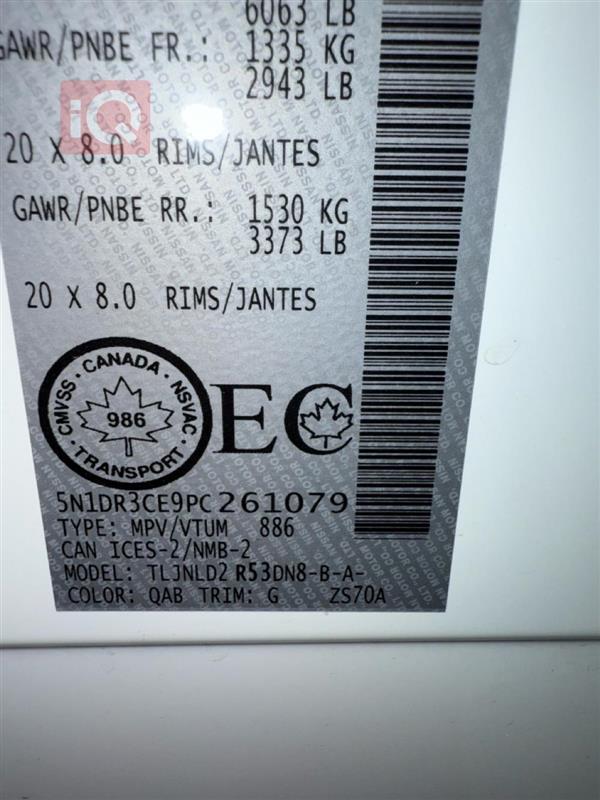 6063 LB
GAWR/PNBE FR.: 1335 KG
2943 LB
iQ
20 X 8.0 RIMS/JANTES
GAWR/PNBE RR.: 1530 KG
3373 LB
20 X 8.0 RIMS/JANTES
CMVSS · CANADA · NSVAC · TRANSPORT ·
986
EC
5N1DR3CE9PC261079
TYPE: MPV/VTUM 886
CAN ICES-2/NMB-2
MODEL: TLJNLD2 R53DN8-B-A-
COLOR: QAB TRIM: G ZS70A